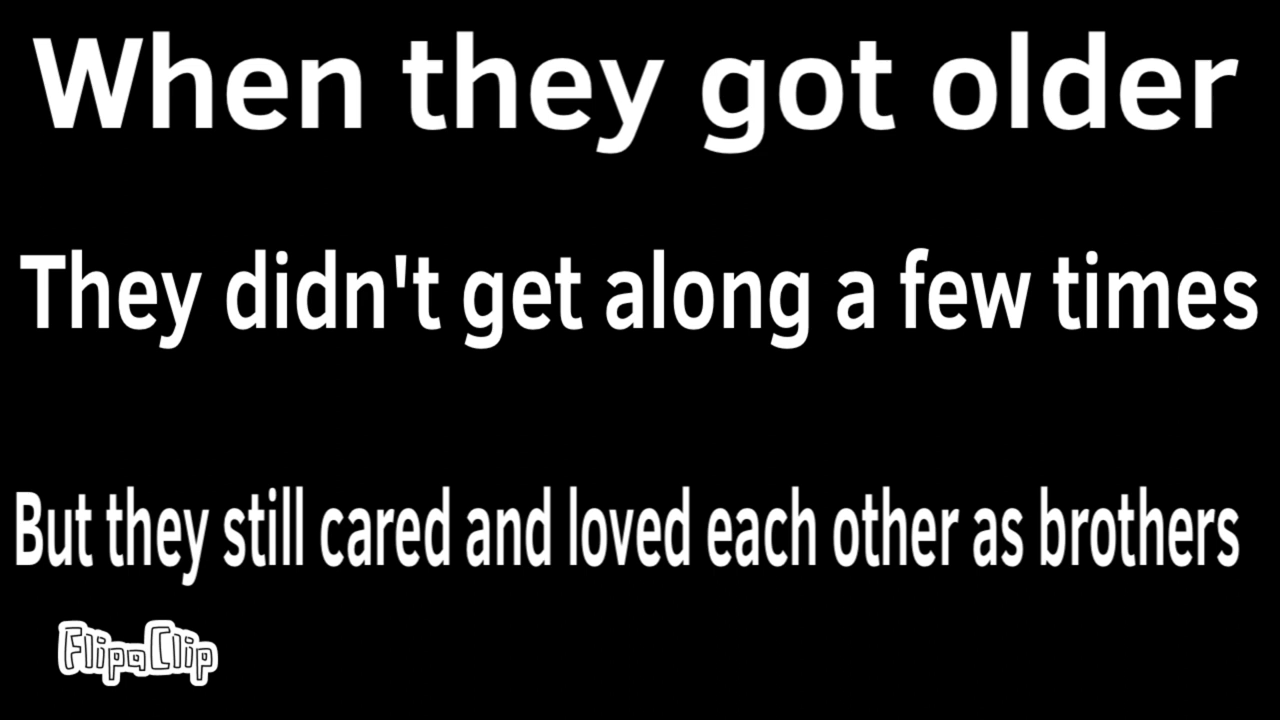 When they got older
They didn't get along a few times
But they still cared and loved each other as brothers
FlipaClip